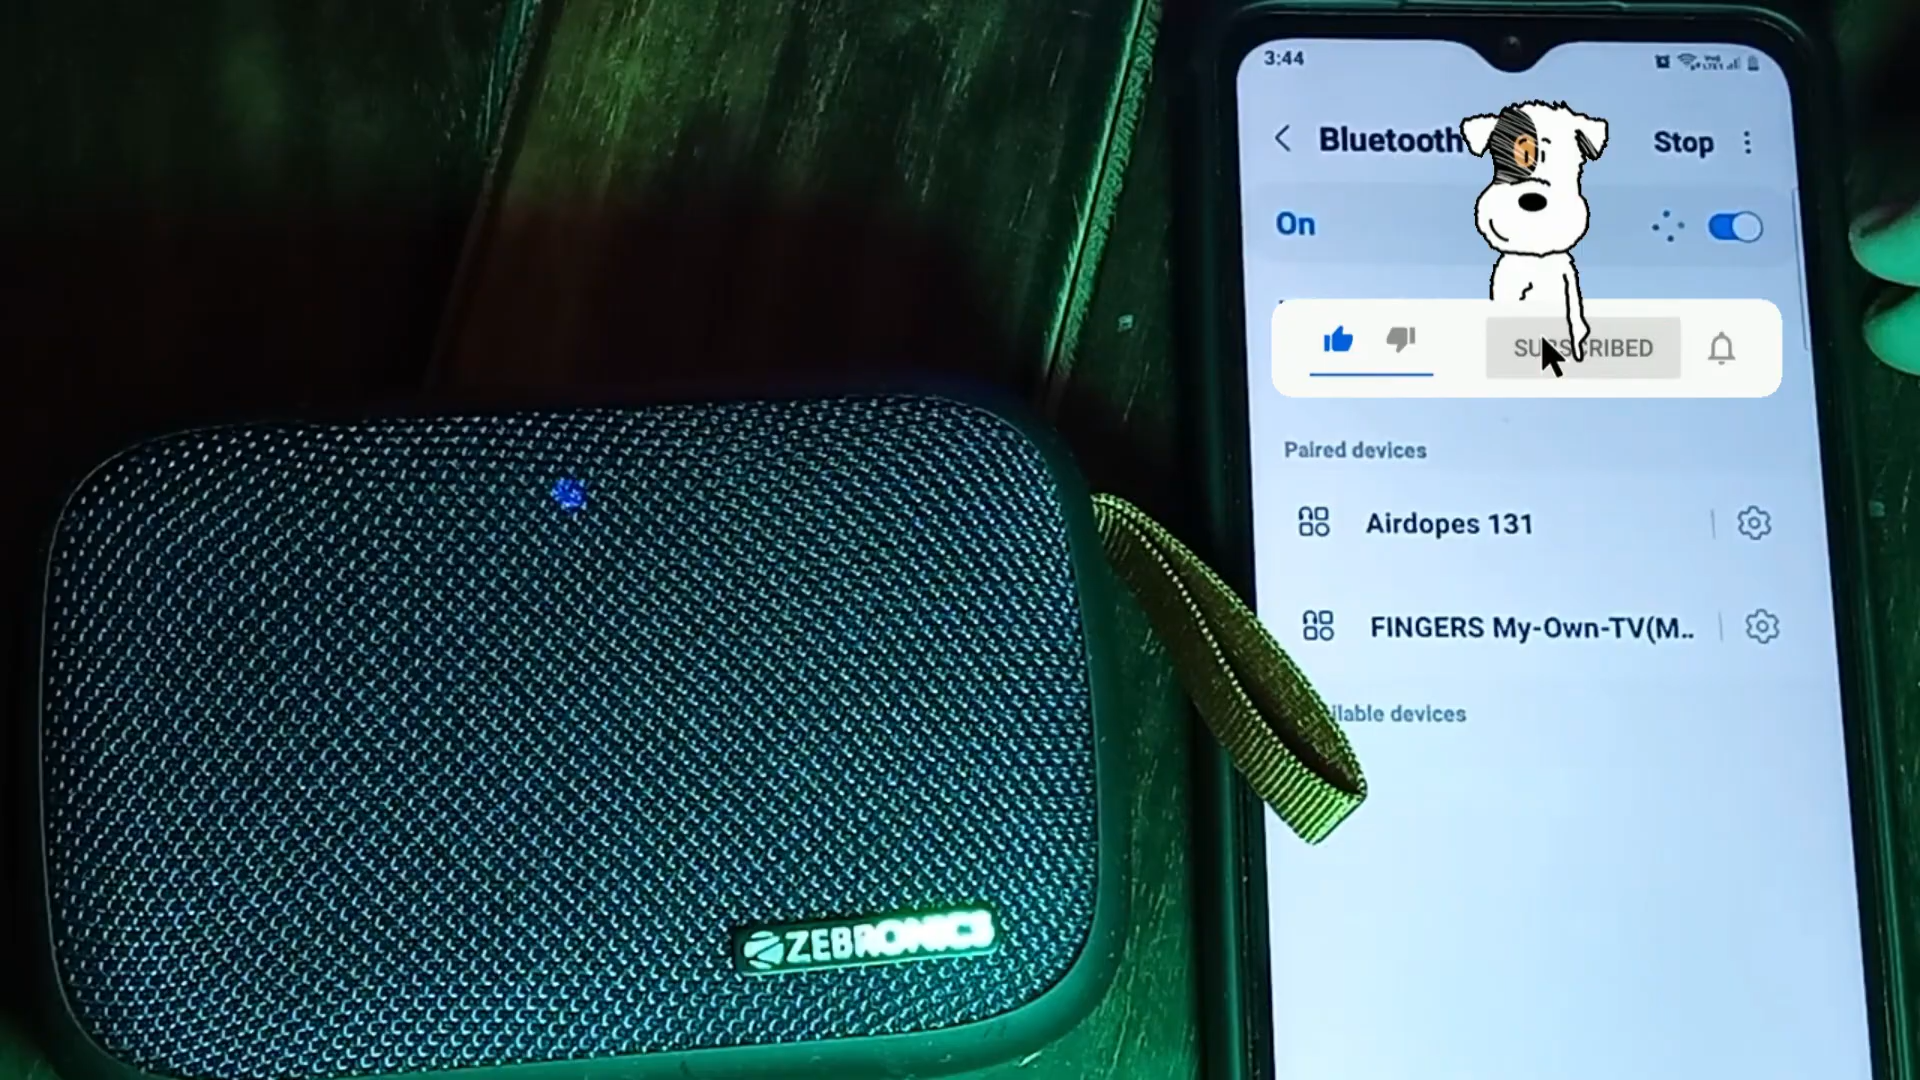 3:44
Bluetooth
Stop
On
SUBSCRIBED
Paired devices
Airdopes 131
FINGERS My-Own-TV(M..
ilable devices
ZEBRONICS